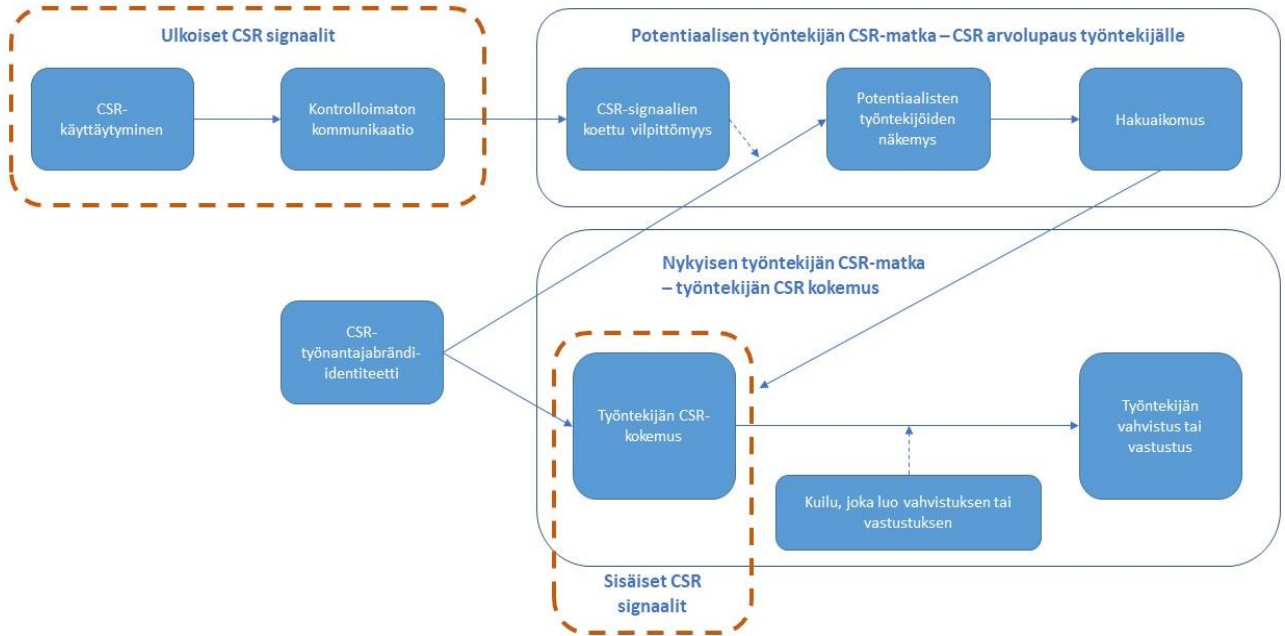 Ulkoiset CSR signaalit
CSR-
käyttäytyminen
Kontrolloimaton
kommunikaatio
Potentiaalisen työntekijän CSR-matka – CSR arvolupaus työntekijälle
CSR-signaalien
koettu vilpittömyys
Potentiaalisten
työntekijöiden
näkemys
Hakuaikomus
Nykyisen työntekijän CSR-matka
– työntekijän CSR kokemus
CSR-
työnantajabrändi-
identiteetti
Työntekijän CSR-
kokemus
Työntekijän
vahvistus tai
vastustus
Kuilu, joka luo vahvistuksen tai
vastustuksen
Sisäiset CSR
signaalit